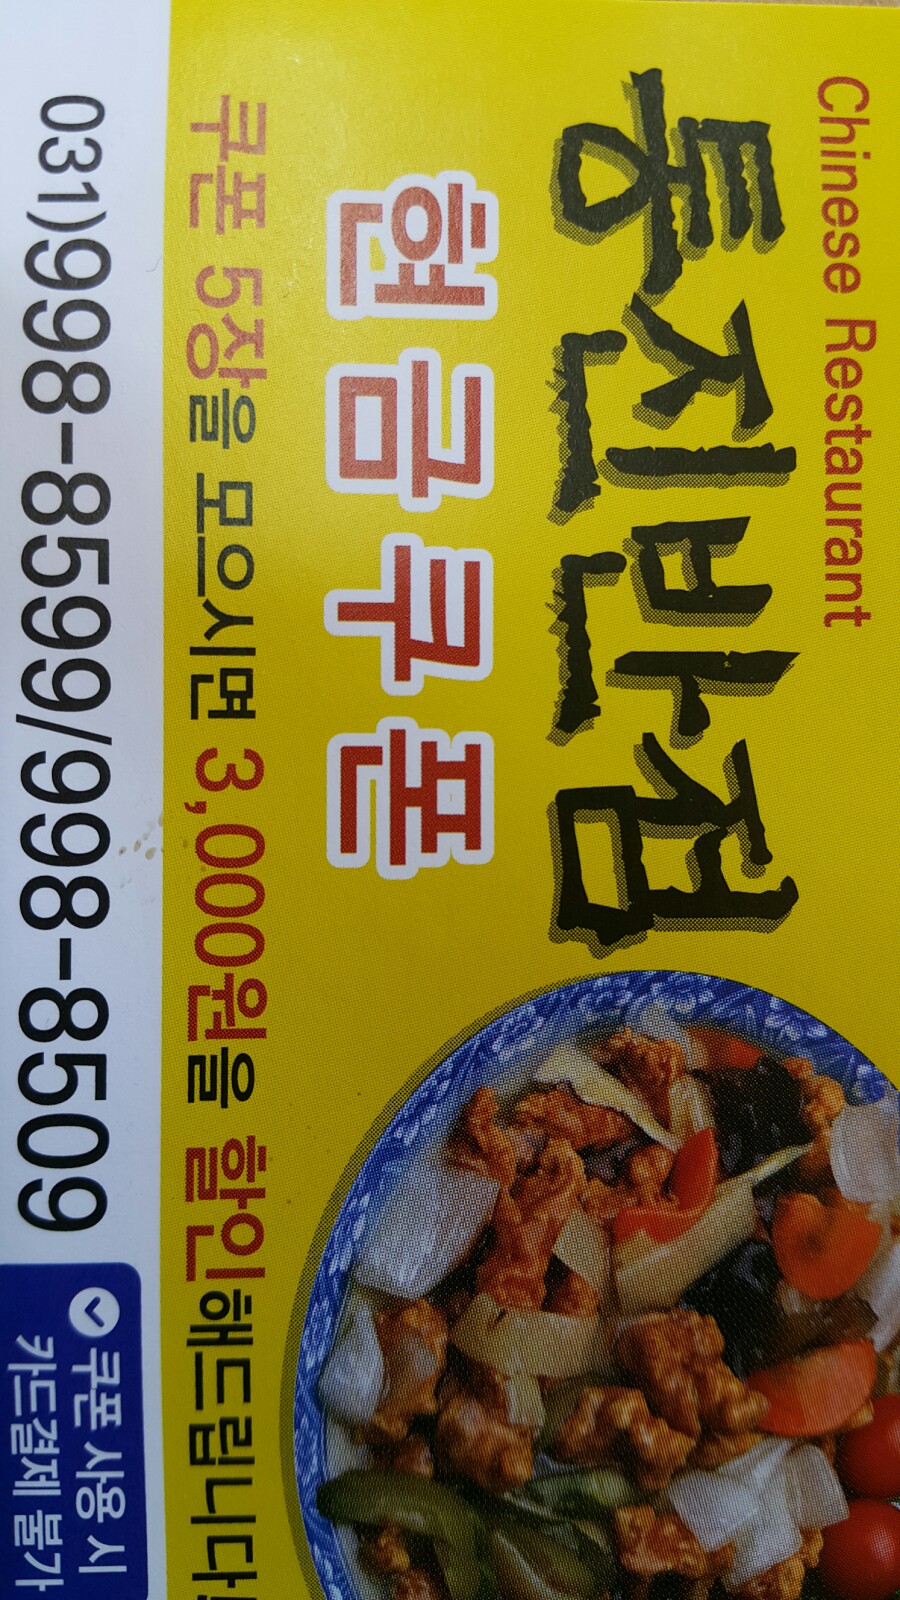 Chinese Restaurant
통진반점
현금쿠폰
쿠폰 5장을 모으시면 3,000원을 할인해드립니다!
031)998-8599/998-8509
쿠폰 사용 시
카드결제 불가